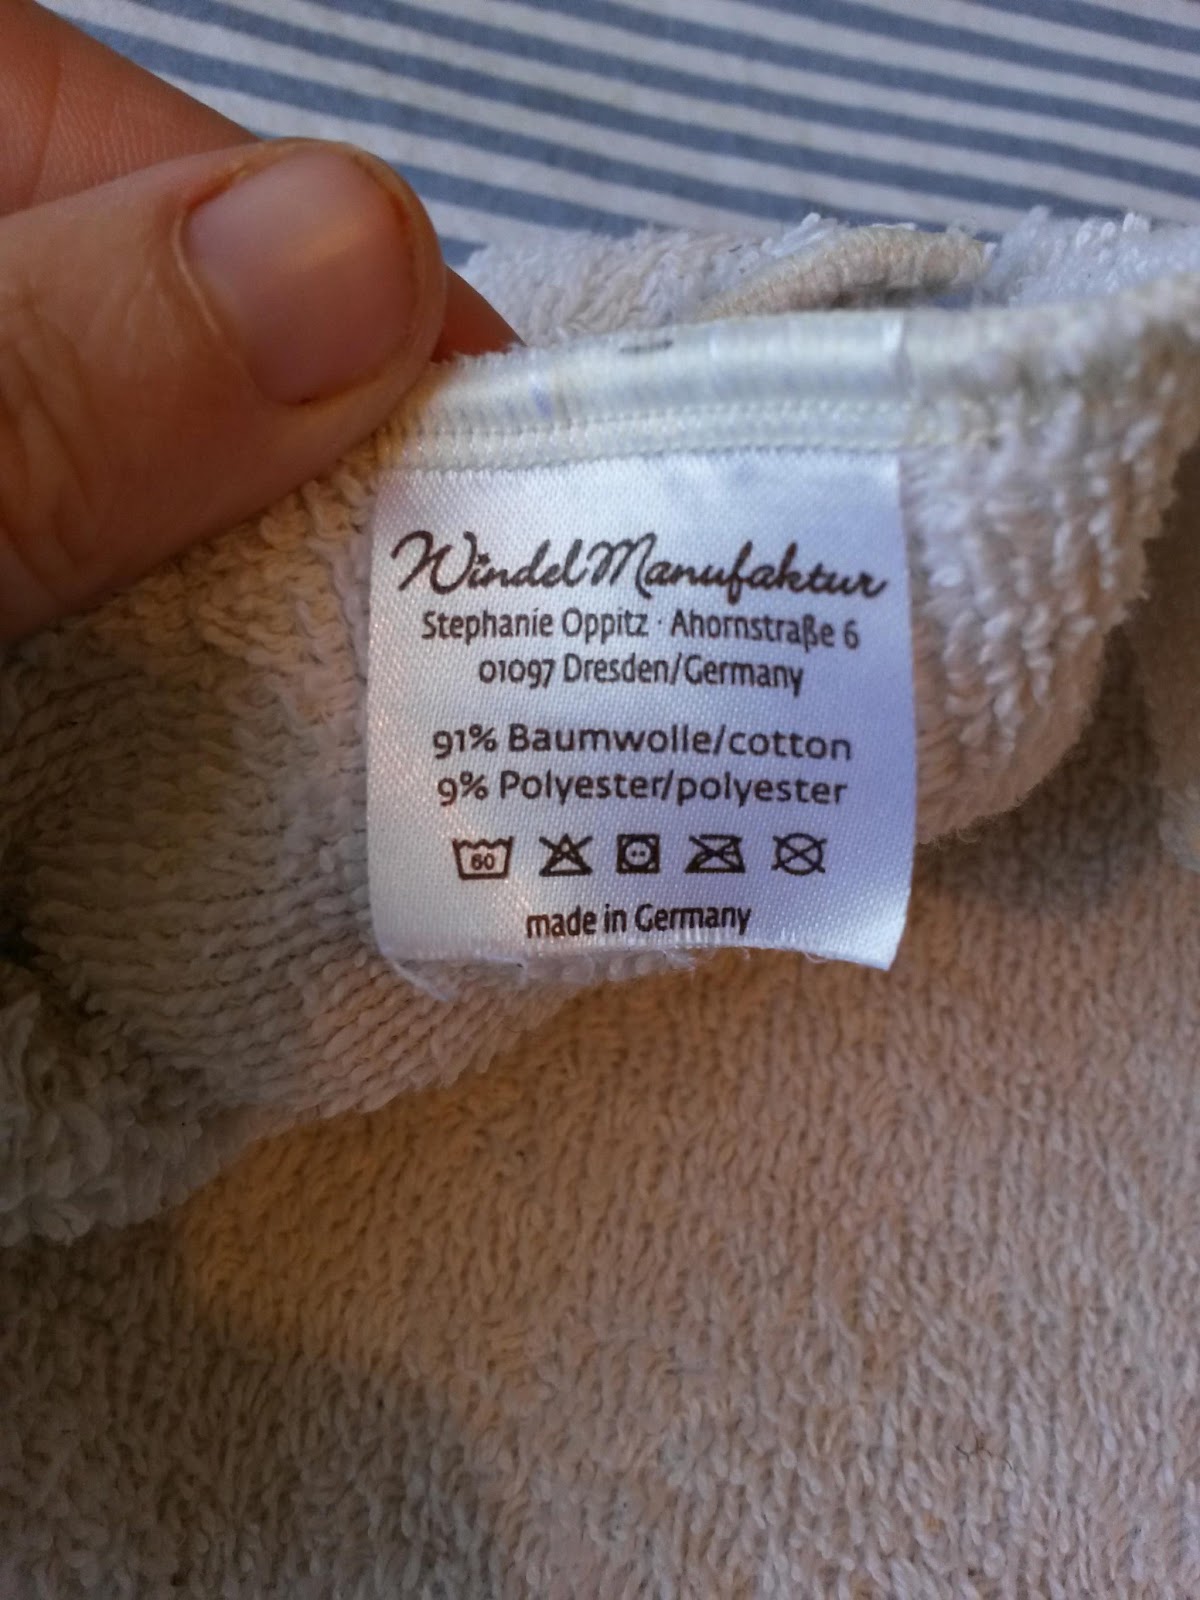 WindelManufaktur
Stephanie Oppitz · Ahornstraße 6
01097 Dresden/Germany
91% Baumwolle/cotton
9% Polyester/polyester
60
made in Germany